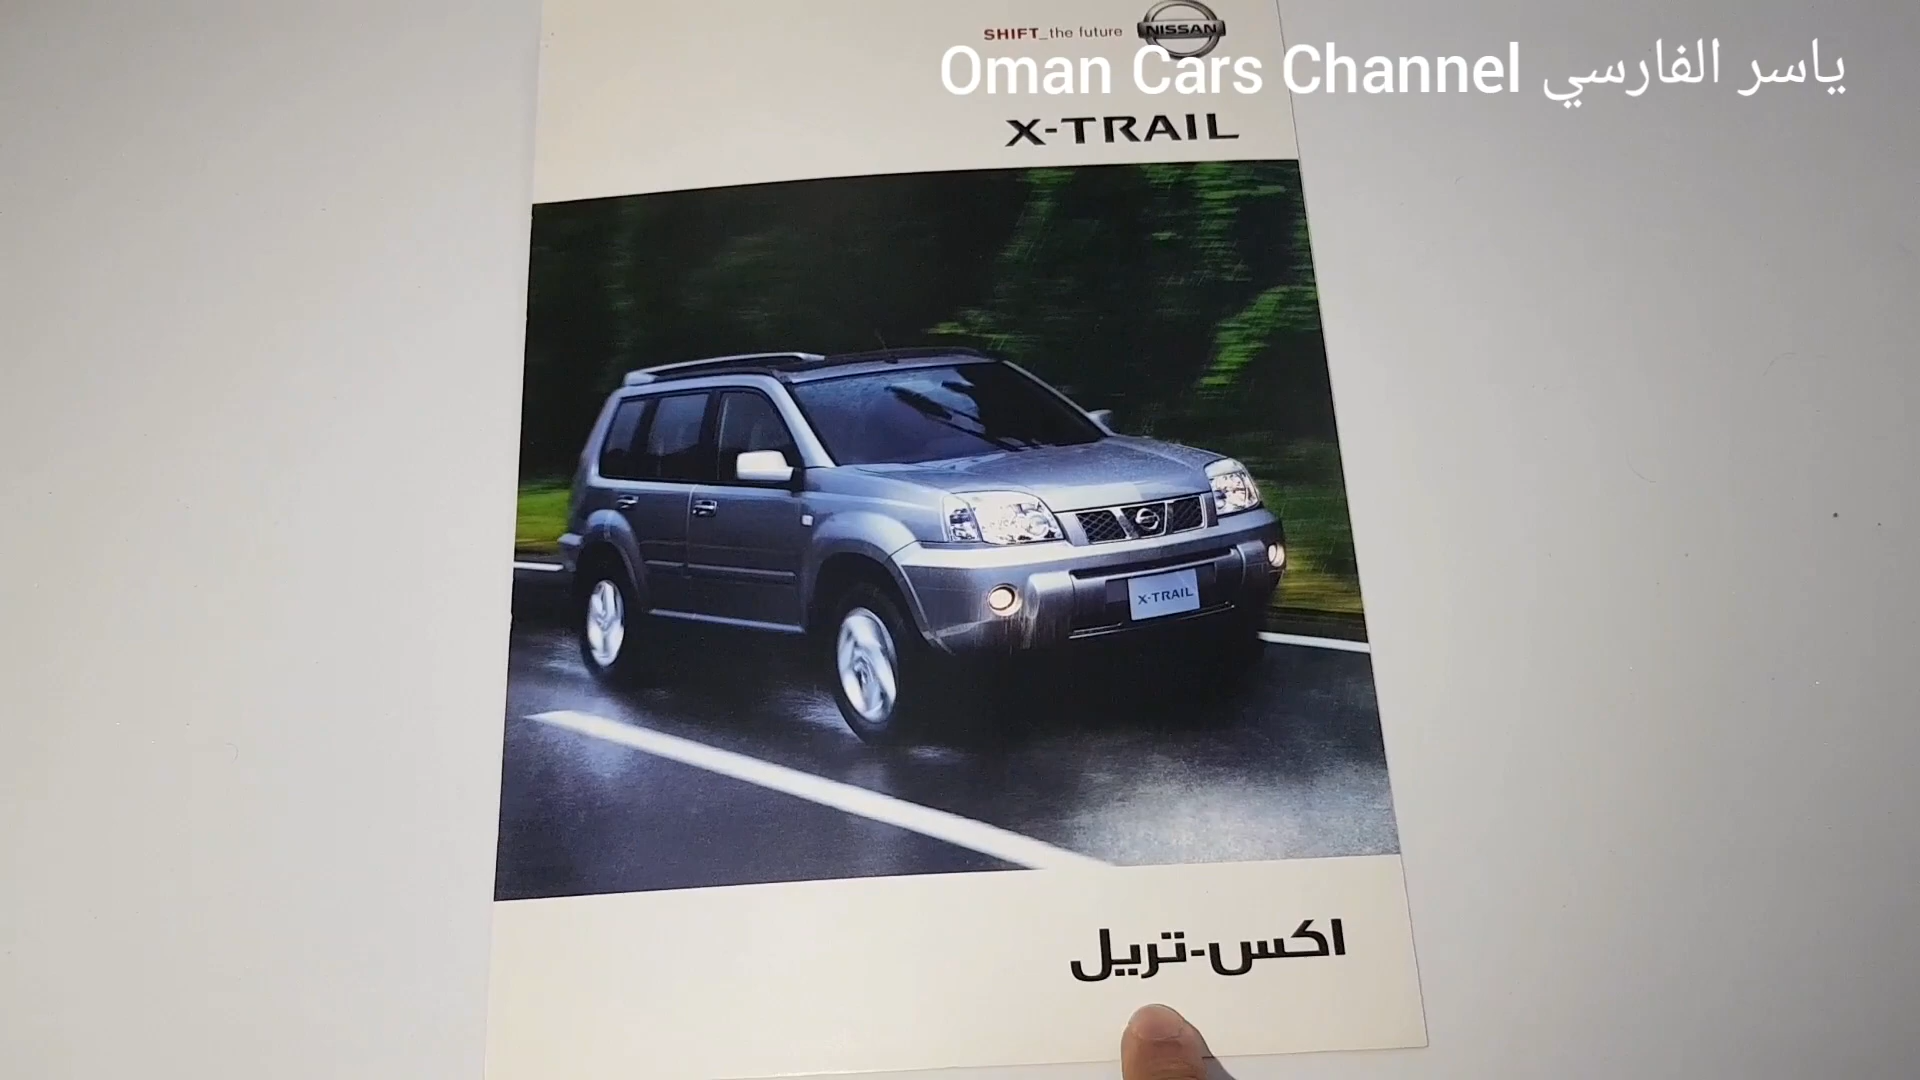 SHIFT_the future
NISSAN
Oman Cars Channel ياسر الفارسي
X-TRAIL
X-TRAIL
اكس-تريل